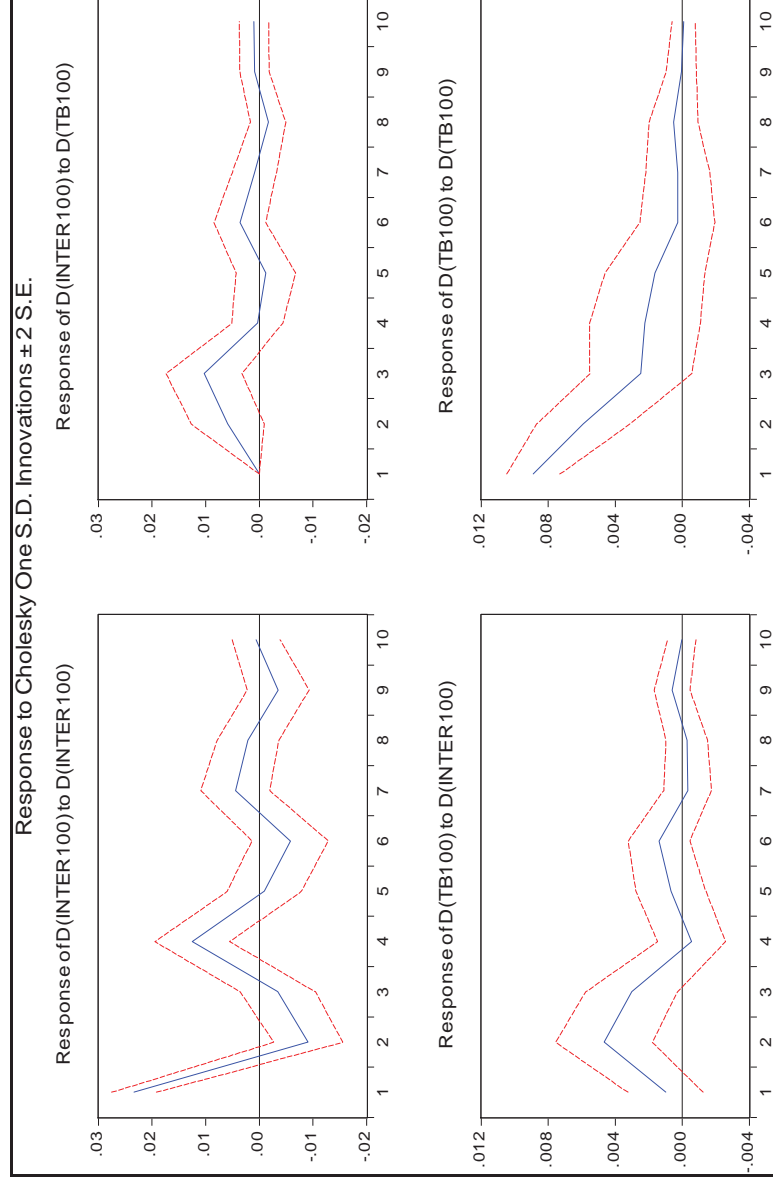 Response to Cholesky One S.D. Innovations ± 2 S.E.
Response of D(INTER100) to D(INTER100)
.03
.02
.01
.00
-.01
-.02
1 2 3 4 5 6 7 8 9 10
Response of D(INTER100) to D(TB100)
.03
.02
.01
.00
-.01
-.02
1 2 3 4 5 6 7 8 9 10
Response of D(TB100) to D(INTER100)
.012
.008
.004
.000
-.004
1 2 3 4 5 6 7 8 9 10
Response of D(TB100) to D(TB100)
.012
.008
.004
.000
-.004
1 2 3 4 5 6 7 8 9 10